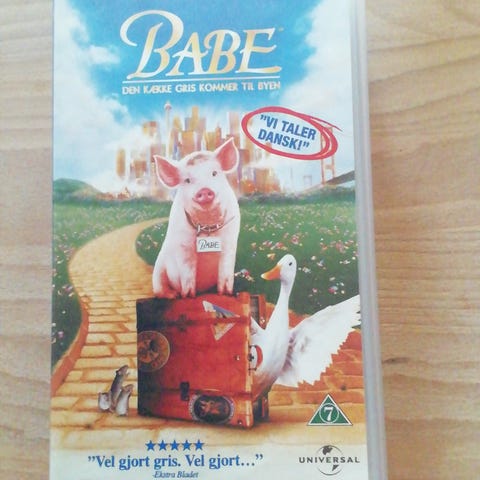 BABE
DEN KÆKKE GRIS KOMMER TIL BYEN
"VI TALER
DANSK!"
BABE
7
★★★★★
"Vel gjort gris. Vel gjort..."
-Ekstra Bladet
UNIVERSAL